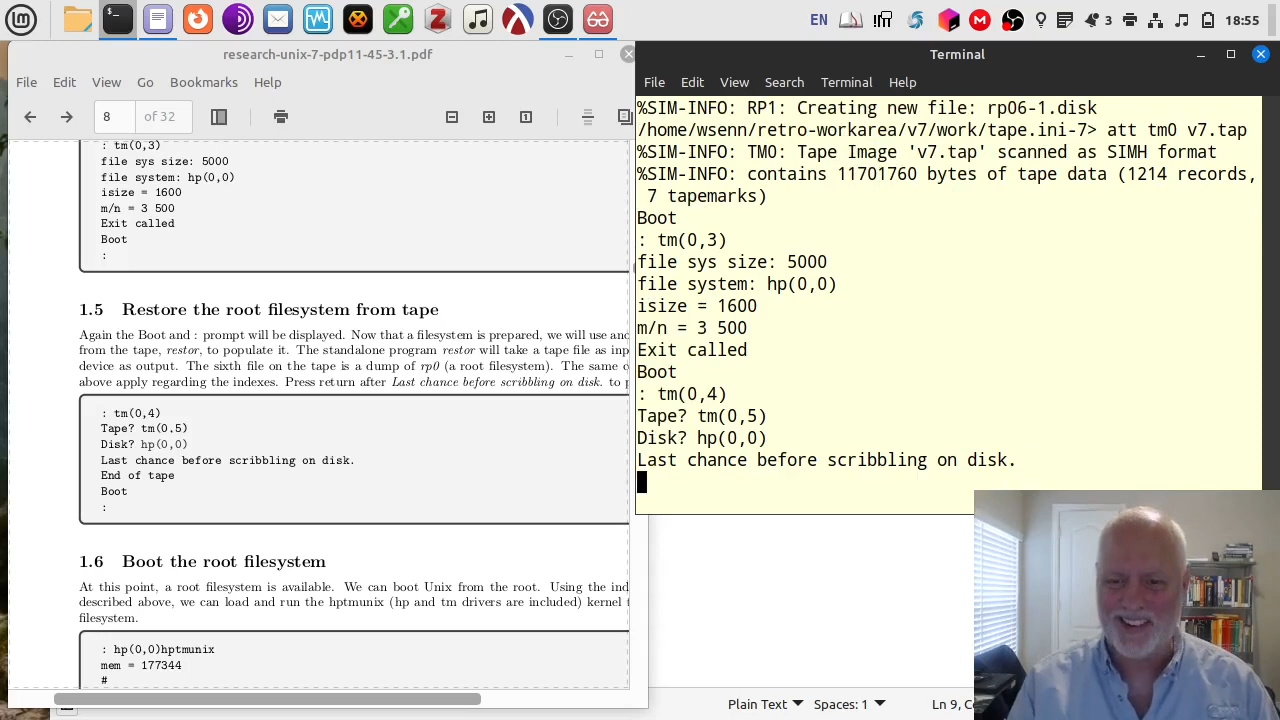 EN
3
18:55
research-unix-7-pdp11-45-3.1.pdf
File Edit View Go Bookmarks Help
8 of 32
: tm(0,3)
file sys size: 5000
file system: hp(0,0)
isize = 1600
m/n = 3 500
Exit called
Boot
:
1.5 Restore the root filesystem from tape
Again the Boot and : prompt will be displayed. Now that a filesystem is prepared, we will use
from the tape, restor, to populate it. The standalone program restor will take a tape file as
device as output. The sixth file on the tape is a dump of rp0 (a root filesystem). The same
above apply regarding the indexes. Press return after Last chance before scribbling on disk. to
: tm(0,4)
Tape? tm(0,5)
Disk? hp(0,0)
Last chance before scribbling on disk.
End of tape
Boot
:
1.6 Boot the root filesystem
At this point, a root filesystem is available. We can boot Unix from the root. Using the
described above, we can load and run the hptmunix (hp and tm drivers are included) kernel
filesystem.
: hp(0,0)hptmunix
mem = 177344
#
Terminal
File Edit View Search Terminal Help
%SIM-INFO: RP1: Creating new file: rp06-1.disk
/home/wsenn/retro-workarea/v7/work/tape.ini-7> att tm0 v7.tap
%SIM-INFO: TM0: Tape Image 'v7.tap' scanned as SIMH format
%SIM-INFO: contains 11701760 bytes of tape data (1214 records,
7 tapemarks)
Boot
: tm(0,3)
file sys size: 5000
file system: hp(0,0)
isize = 1600
m/n = 3 500
Exit called
Boot
: tm(0,4)
Tape? tm(0,5)
Disk? hp(0,0)
Last chance before scribbling on disk.
Plain Text Spaces: 1 Ln 9,